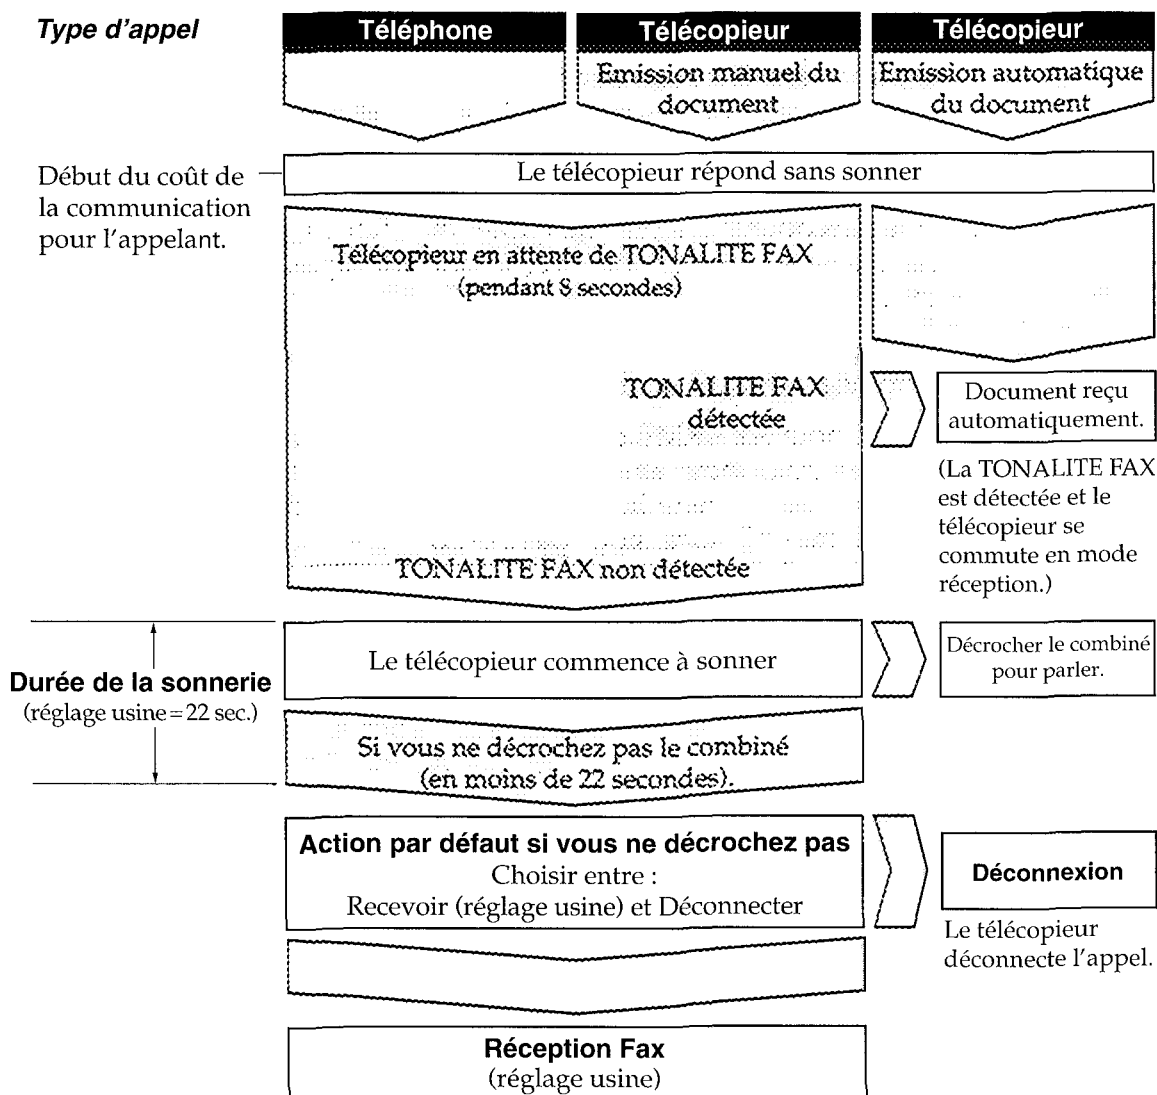 Type d'appel
Téléphone
Télécopieur
Télécopieur
Emission manuel du
document
Emission automatique
du document
Début du coût de
la communication
pour l'appelant.
Le télécopieur répond sans sonner
Télécopieur en attente de TONALITE FAX
(pendant 8 secondes)
TONALITE FAX
détectée
Document reçu
automatiquement.
(La TONALITE FAX
est détectée et le
télécopieur se
commute en mode
réception.)
TONALITE FAX non détectée
Durée de la sonnerie
(réglage usine=22 sec.)
Le télécopieur commence à sonner
Décrocher le combiné
pour parler.
Si vous ne décrochez pas le combiné
(en moins de 22 secondes).
Action par défaut si vous ne décrochez pas
Choisir entre :
Recevoir (réglage usine) et Déconnecter
Déconnexion
Le télécopieur
déconnecte l'appel.
Réception Fax
(réglage usine)